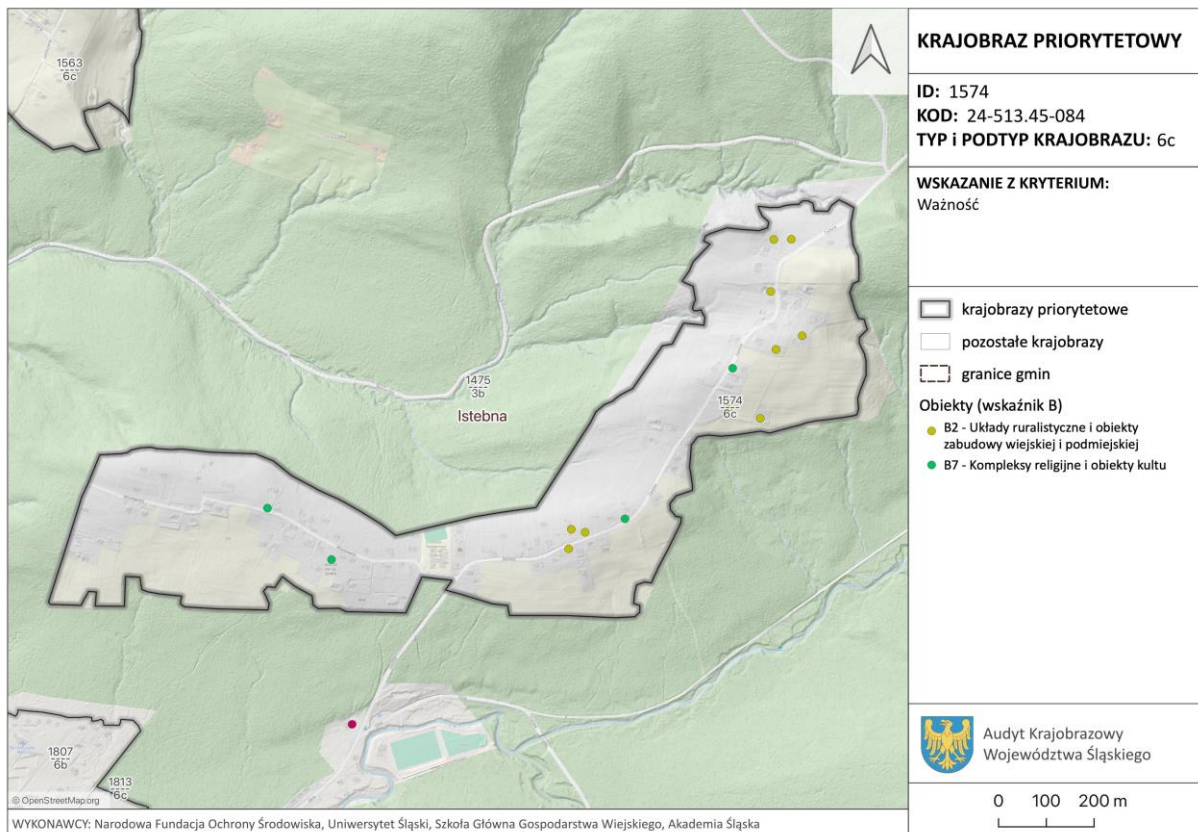 KRAJOBRAZ PRIORYTETOWY
ID: 1574
KOD: 24-513.45-084
TYP i PODTYP KRAJOBRAZU: 6c
WSKAZANIE Z KRYTERIUM:
Ważność
krajobrazy priorytetowe
pozostałe krajobrazy
granice gmin
Obiekty (wskaźnik B)
B2 - Układy ruralistyczne i obiekty
zabudowy wiejskiej i podmiejskiej
B7 - Kompleksy religijne i obiekty kultu
Audyt Krajobrazowy
Województwa Śląskiego
0 100 200 m
1563
6c
1475
3b
Istebna
1574
6c
1807
6b
1813
6c
© OpenStreetMap.org
WYKONAWCY: Narodowa Fundacja Ochrony Środowiska, Uniwersytet Śląski, Szkoła Główna Gospodarstwa Wiejskiego, Akademia Śląska